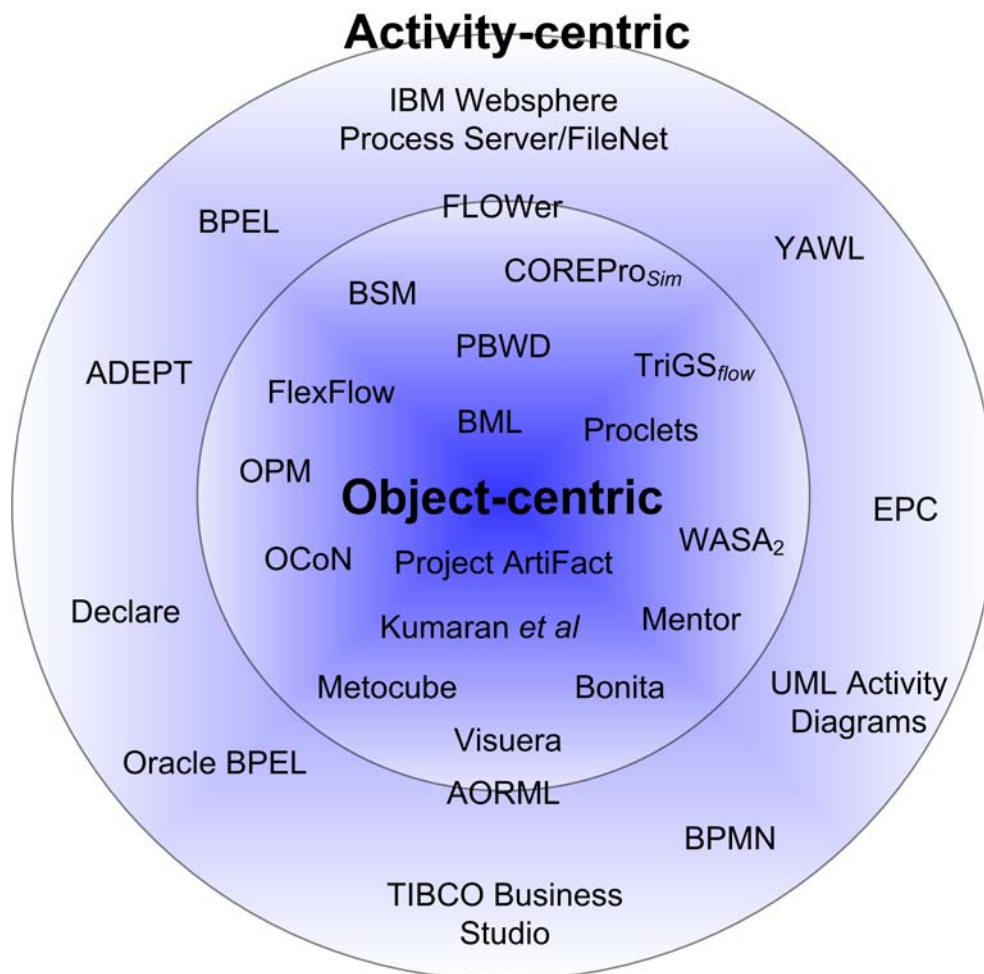 Activity-centric
IBM Websphere
Process Server/FileNet
FLOWer
BPEL
YAWL
COREProSim
BSM
PBWD
TriGSflow
ADEPT
FlexFlow
BML
Proclets
OPM
Object-centric
EPC
WASA2
OCoN
Project ArtiFact
Declare
Mentor
Kumaran et al
Metocube
Bonita
UML Activity
Diagrams
Visuera
Oracle BPEL
AORML
BPMN
TIBCO Business
Studio